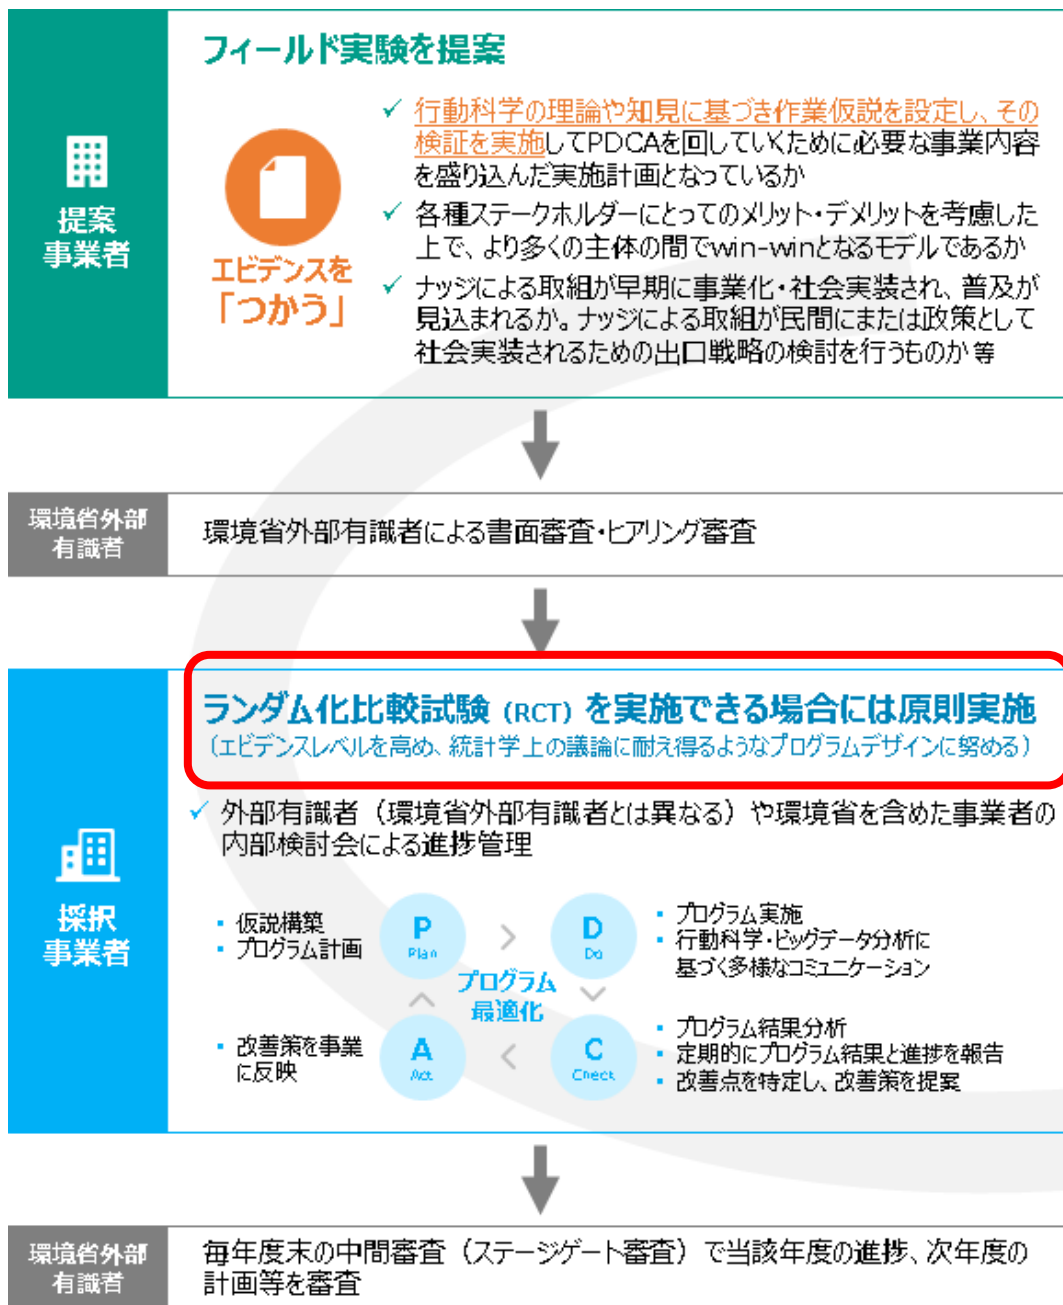 フィールド実験を提案
提案
事業者
エビデンスを
「つかう」
✓ 行動科学の理論や知見に基づき作業仮説を設定し、その
検証を実施してPDCAを回していくために必要な事業内容
を盛り込んだ実施計画となっているか
✓ 各種ステークホルダーにとってのメリット・デメリットを考慮した
上で、より多くの主体の間でwin-winとなるモデルであるか
✓ ナッジによる取組が早期に事業化・社会実装され、普及が
見込まれるか。ナッジによる取組が民間にまたは政策として
社会実装されるための出口戦略の検討を行うものか 等
環境省外部
有識者
環境省外部有識者による書面審査・ヒアリング審査
ランダム化比較試験 (RCT) を実施できる場合には原則実施
（エビデンスレベルを高め、統計学上の議論に耐え得るようなプログラムデザインに努める）
採択
事業者
✓ 外部有識者（環境省外部有識者とは異なる）や環境省を含めた事業者の
内部検討会による進捗管理
▪ 仮説構築
▪ プログラム計画
P
Plan
D
Do
▪ プログラム実施
▪ 行動科学・ビッグデータ分析に
基づく多様なコミュニケーション
プログラム
最適化
▪ 改善策を事業
に反映
A
Act
C
Check
▪ プログラム結果分析
▪ 定期的にプログラム結果と進捗を報告
▪ 改善点を特定し、改善策を提案
環境省外部
有識者
毎年度末の中間審査（ステージゲート審査）で当該年度の進捗、次年度の
計画等を審査